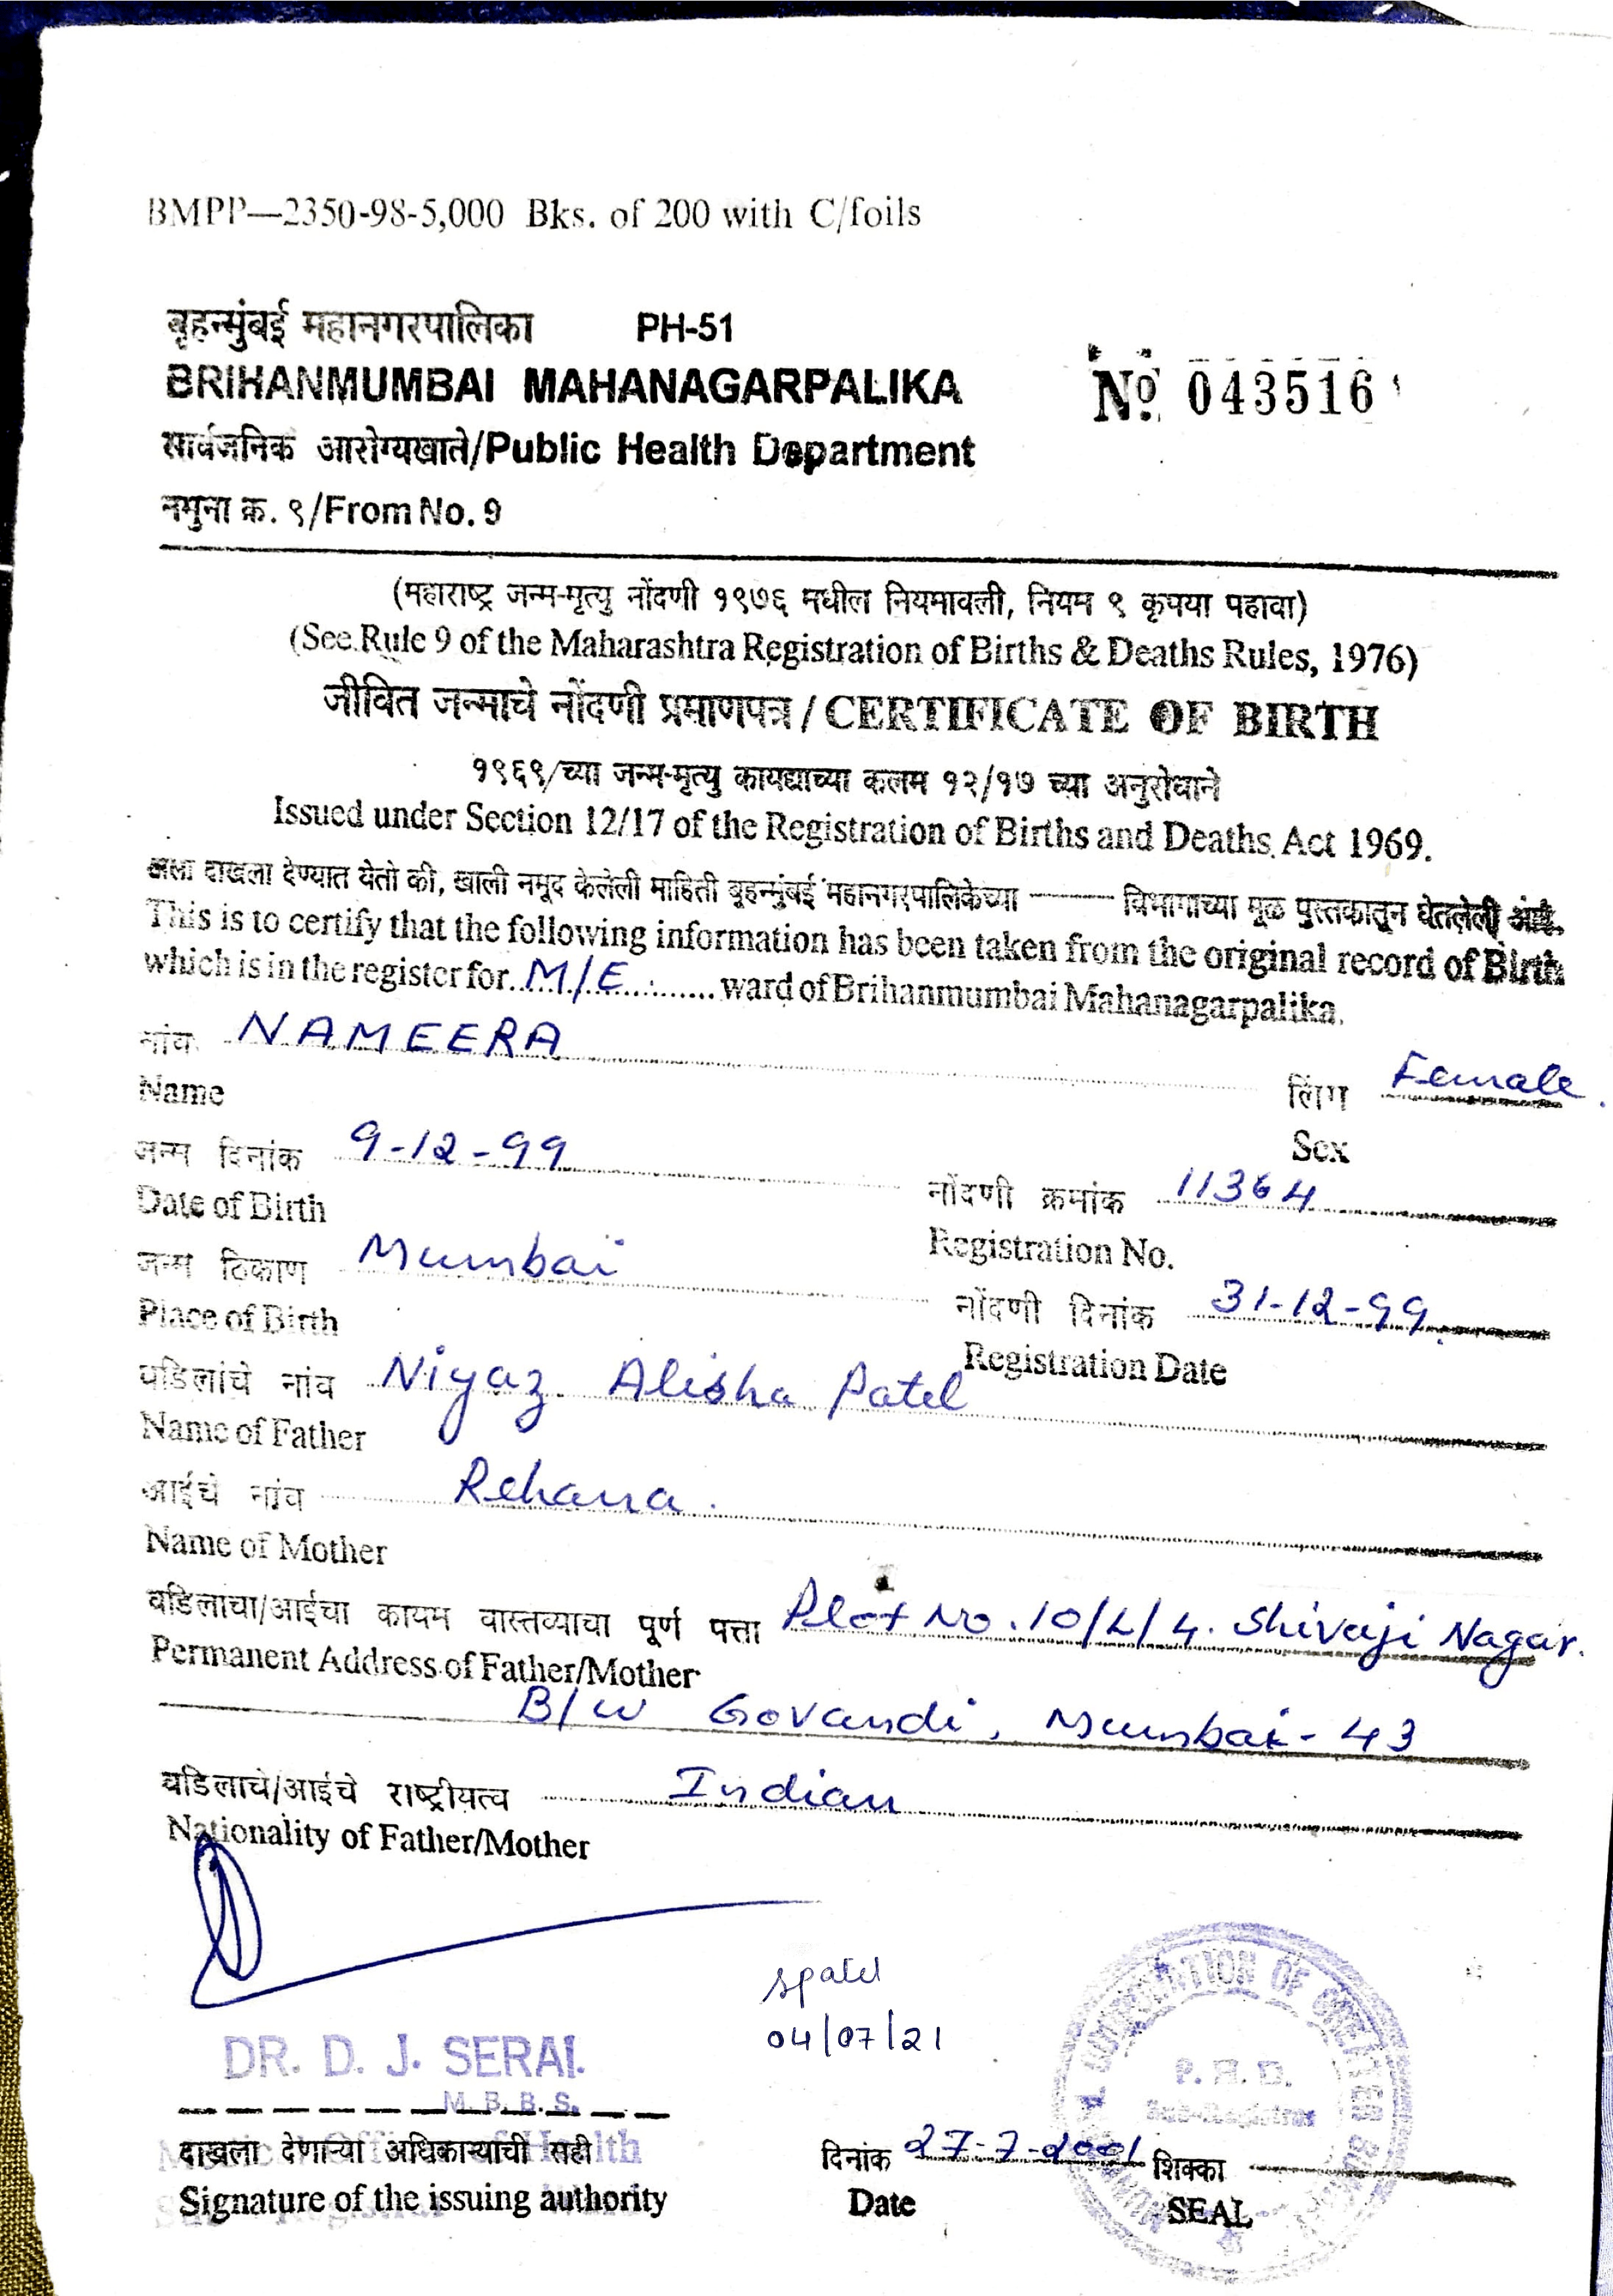 BMPP—2350-98-5,000 Bks. of 200 with C/foils
बृहन्मुंबई महानगरपालिका PH-51
BRIHANMUMBAI MAHANAGARPALIKA
No 043516
सार्वजनिक आरोग्यखाते/Public Health Department
नमुना क्र. ९/From No. 9
(महाराष्ट्र जन्म-मृत्यु नोंदणी १९७६ मधील नियमावली, नियम ९ कृपया पहावा)
(See Rule 9 of the Maharashtra Registration of Births & Deaths Rules, 1976)
जीवित जन्माचे नोंदणी प्रमाणपत्र / CERTIFICATE OF BIRTH
१९६९/च्या जन्म-मृत्यु कायद्याच्या कलम १२/१७ च्या अनुरोधाने
Issued under Section 12/17 of the Registration of Births and Deaths Act 1969.
असा दाखला देण्यात येतो की, खाली नमूद केलेली माहिती बृहन्मुंबई महानगरपालिकेच्या —— विभागाच्या मूळ पुस्तकातून घेतलेली आहे.
This is to certify that the following information has been taken from the original record of Birth
which is in the register for M/E ward of Brihanmumbai Mahanagarpalika.
नांव NAMEERA लिंग Female
Name Sex
जन्म दिनांक 9-12-99 नोंदणी क्रमांक 11364
Date of Birth Registration No.
जन्म ठिकाण Mumbai नोंदणी दिनांक 31-12-99
Place of Birth Registration Date
वडिलांचे नांव Niyaz Alisha Patel
Name of Father
आईचे नांव Rehana
Name of Mother
वडिलाचा/आईचा कायम वास्तव्याचा पूर्ण पत्ता Plot No. 10/L/4. Shivaji Nagar.
Permanent Address of Father/Mother
B/W Govandi, Mumbai - 43
वडिलाचे/आईचे राष्ट्रीयत्व Indian
Nationality of Father/Mother
spatel
04/07/21
DR. D. J. SERAI.
M. B. B. S.
P. H. D.
Sub-Registrar
दाखला देणाऱ्या अधिकाऱ्याची सही दिनांक 27-7-2001 शिक्का
Signature of the issuing authority Date SEAL